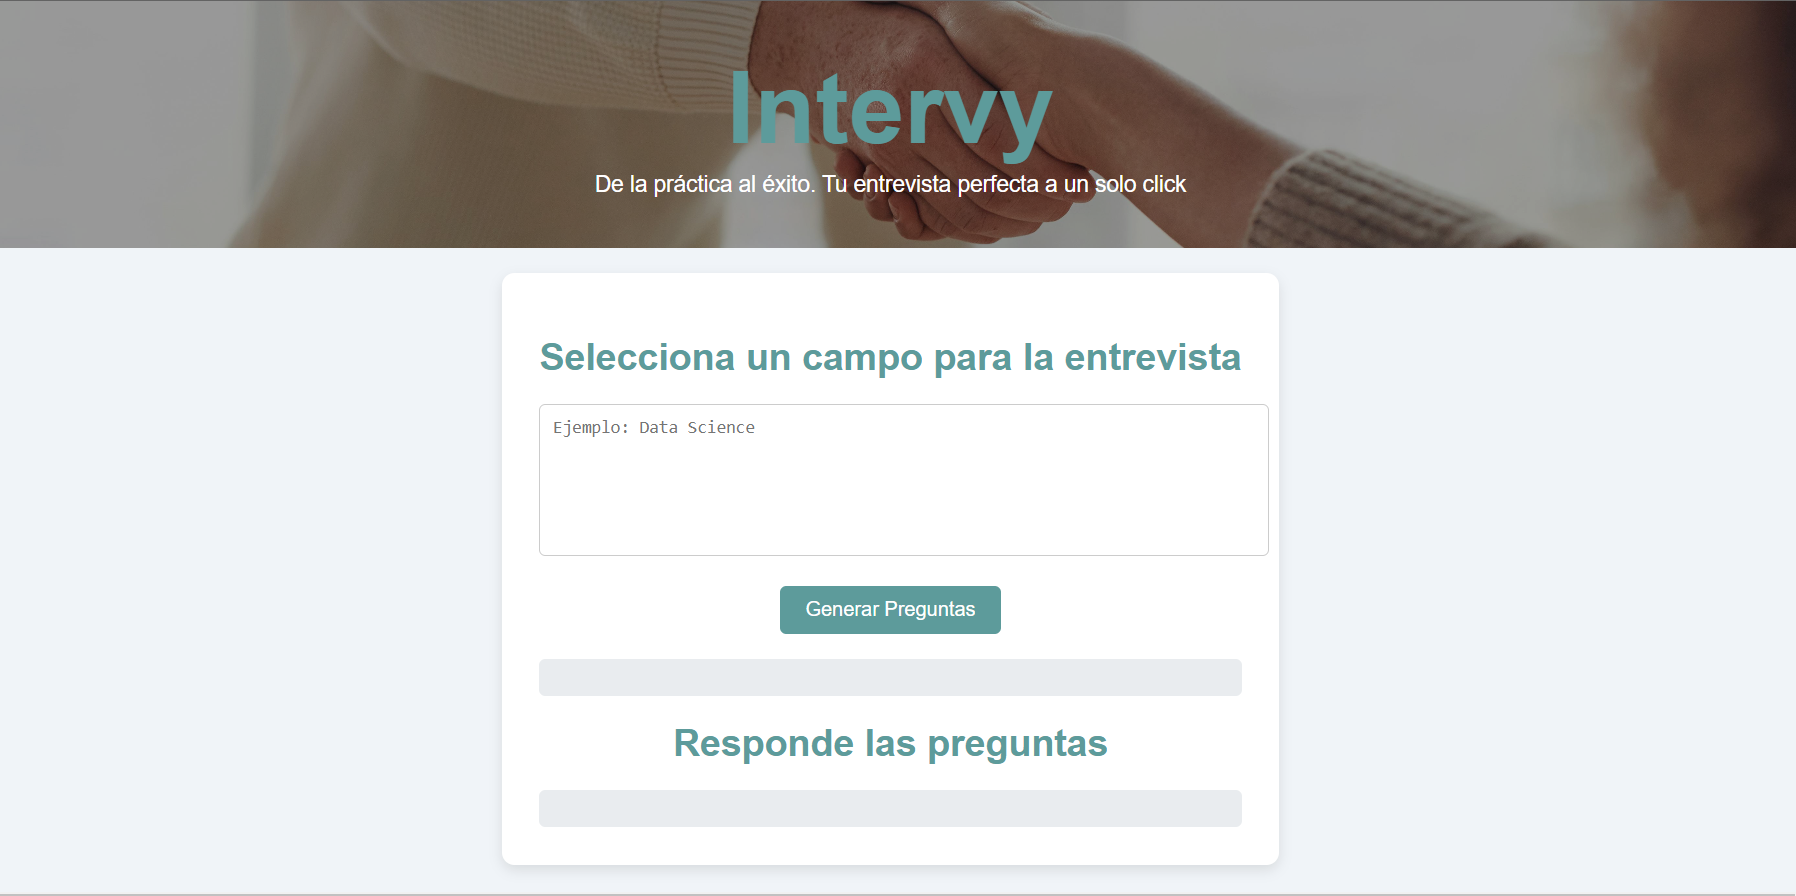 Intervy
De la práctica al éxito. Tu entrevista perfecta a un solo click
Selecciona un campo para la entrevista
Ejemplo: Data Science
Generar Preguntas
Responde las preguntas